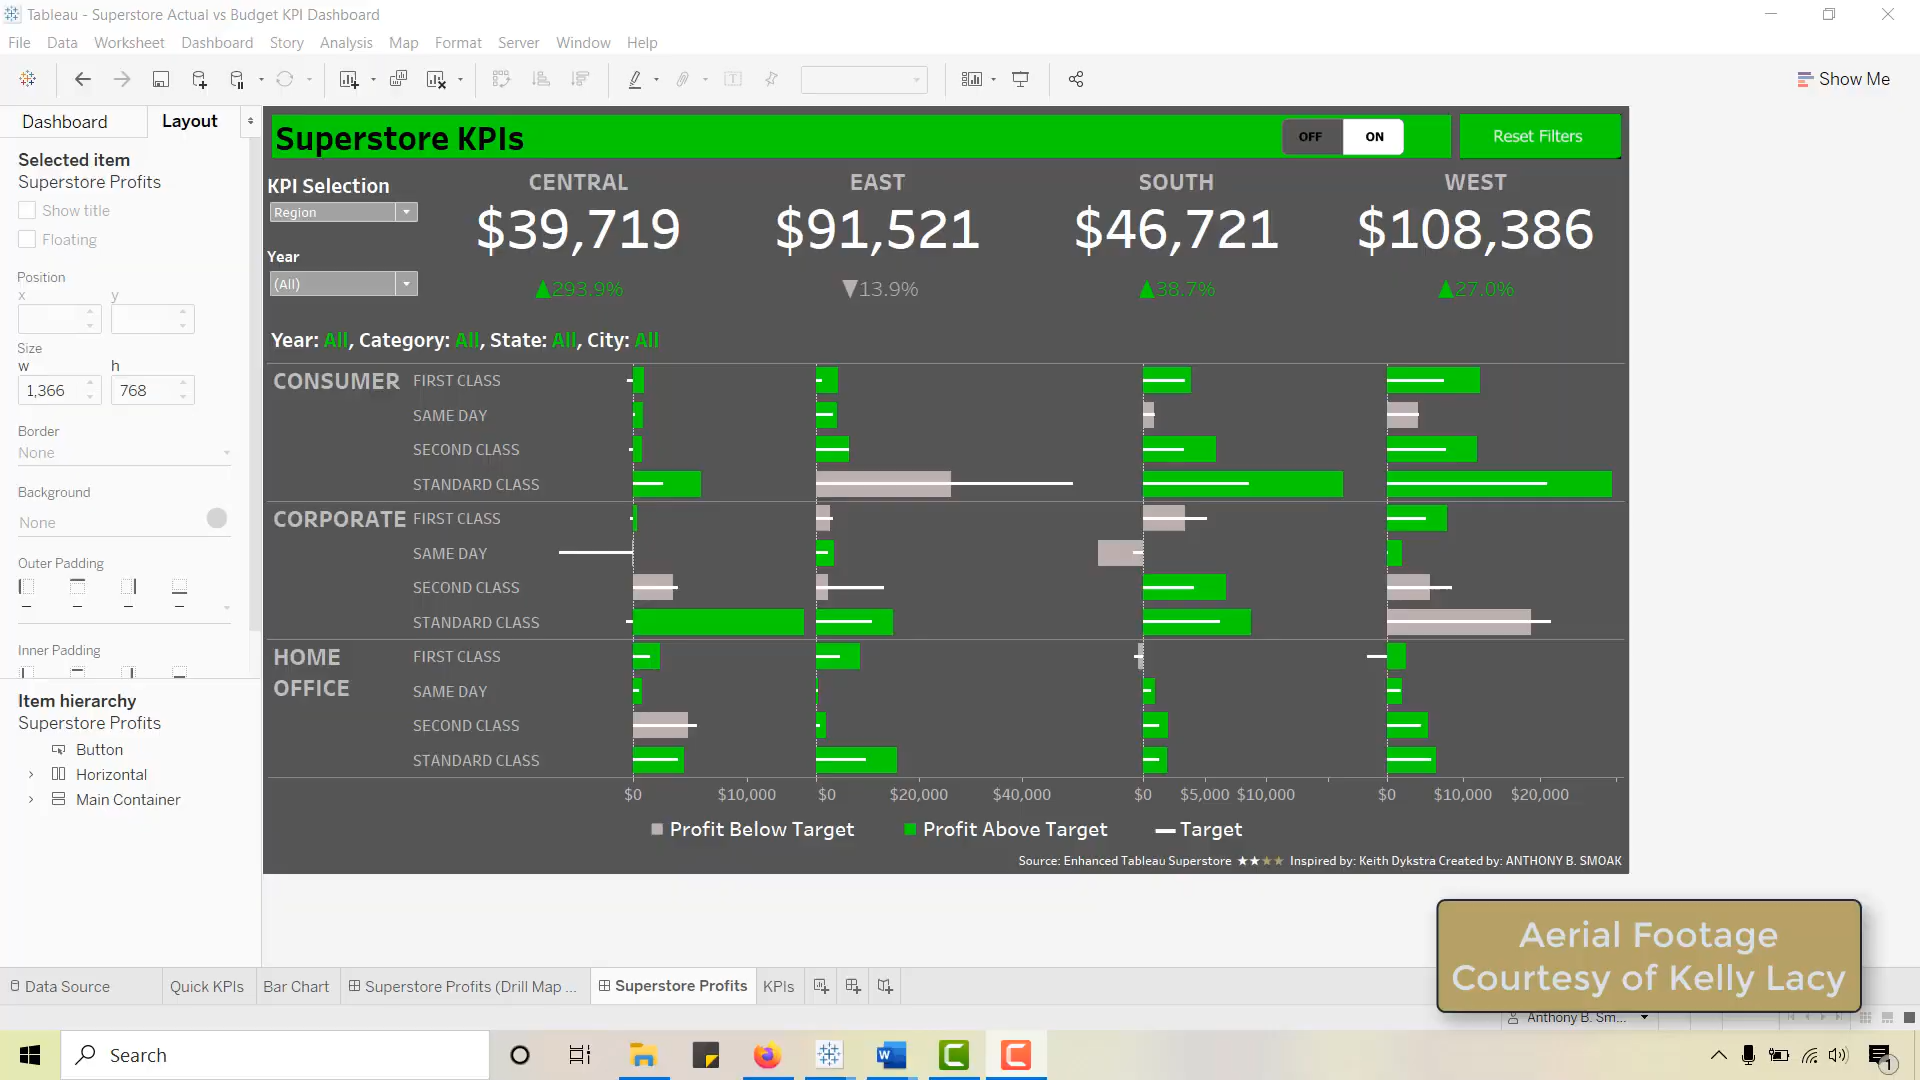 Tableau - Superstore Actual vs Budget KPI Dashboard
File Data Worksheet Dashboard Story Analysis Map Format Server Window Help
Show Me
Dashboard Layout
Selected item
Superstore Profits
Show title
Floating
Position
x y
Size
w h
1,366 768
Border
None
Background
None
Outer Padding
Inner Padding
Item hierarchy
Superstore Profits
Button
Horizontal
Main Container
Superstore KPIs
OFF ON
Reset Filters
KPI Selection
Region
Year
(All)
CENTRAL EAST SOUTH WEST
$39,719 $91,521 $46,721 $108,386
▲293.9% ▼13.9% ▲38.7% ▲27.0%
Year: All, Category: All, State: All, City: All
CONSUMER FIRST CLASS
SAME DAY
SECOND CLASS
STANDARD CLASS
CORPORATE FIRST CLASS
SAME DAY
SECOND CLASS
STANDARD CLASS
HOME OFFICE FIRST CLASS
SAME DAY
SECOND CLASS
STANDARD CLASS
$0 $10,000 $0 $20,000 $40,000 $0 $5,000 $10,000 $0 $10,000 $20,000
Profit Below Target Profit Above Target Target
Source: Enhanced Tableau Superstore ★★★★ Inspired by: Keith Dykstra Created by: ANTHONY B. SMOAK
Aerial Footage
Courtesy of Kelly Lacy
Data Source Quick KPIs Bar Chart Superstore Profits (Drill Map ... Superstore Profits KPIs
Anthony B. Sm...
Search
1